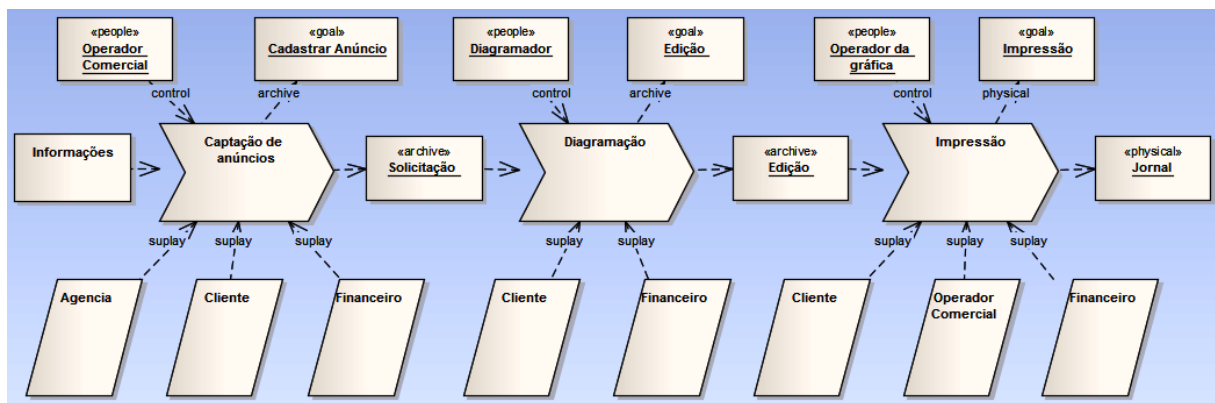 «people»
Operador
Comercial
«goal»
Cadastrar Anúncio
«people»
Diagramador
«goal»
Edição
«people»
Operador da
gráfica
«goal»
Impressão
control
archive
control
archive
control
physical
Informações
Captação de
anúncios
«archive»
Solicitação
Diagramação
«archive»
Edição
Impressão
«physical»
Jornal
suplay
suplay
suplay
suplay
suplay
suplay
suplay
suplay
Agencia
Cliente
Financeiro
Cliente
Financeiro
Cliente
Operador
Comercial
Financeiro